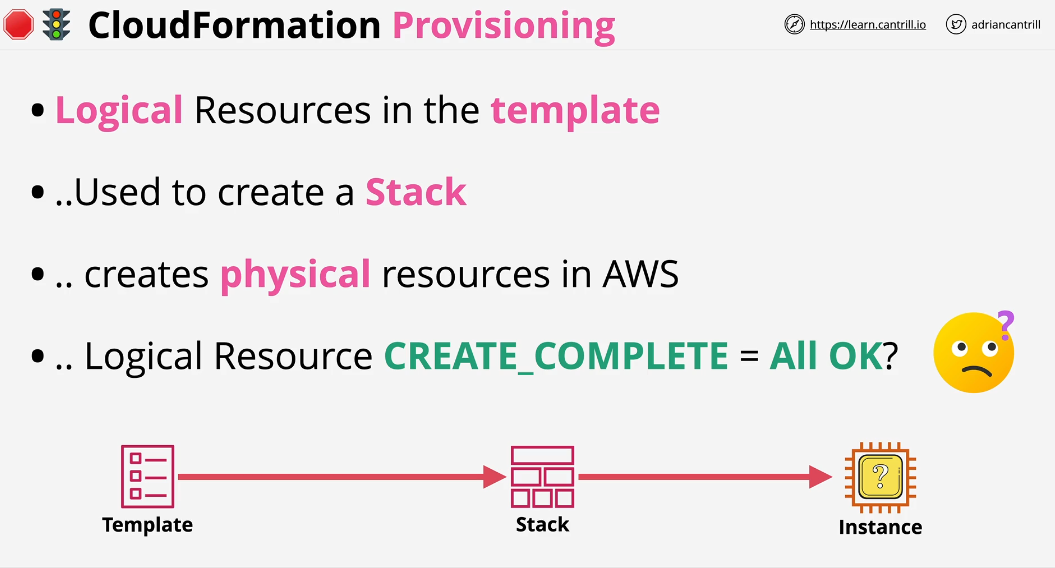 CloudFormation Provisioning
https://learn.cantrill.io
adriancantrill
• Logical Resources in the template
• ..Used to create a Stack
• .. creates physical resources in AWS
• .. Logical Resource CREATE_COMPLETE = All OK?
?
?
Template
Stack
Instance